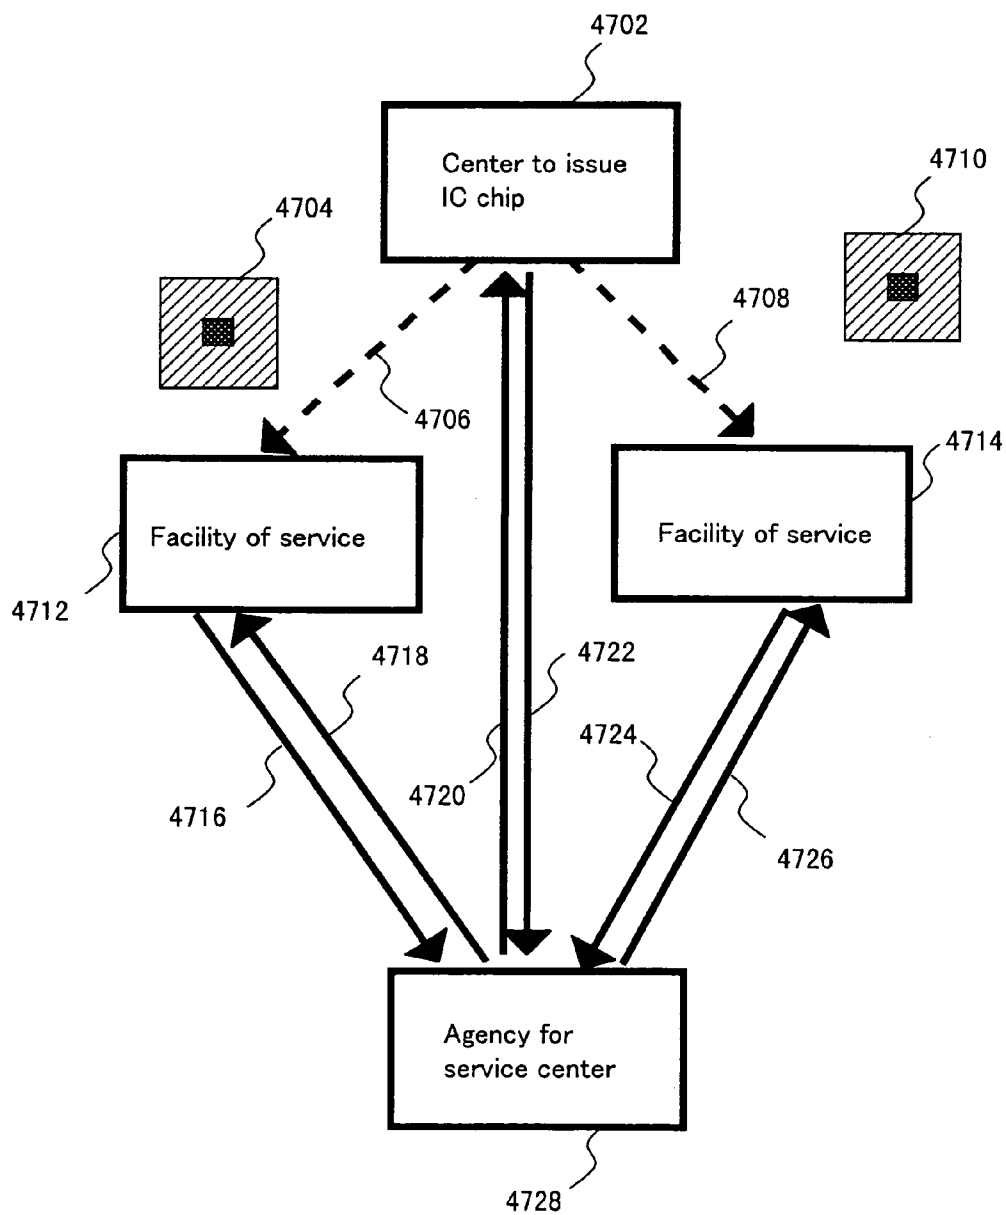 4702
Center to issue
IC chip
4710
4704
4708
4706
4714
Facility of service
Facility of service
4712
4718
4722
4724
4716
4720
4726
Agency for
service center
4728